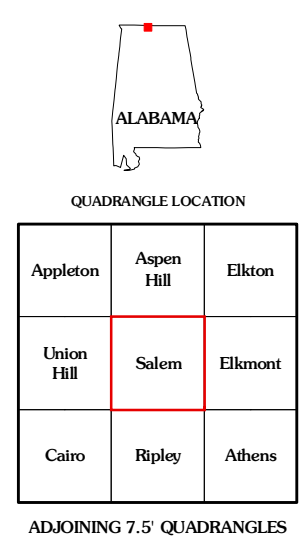 ALABAMA
QUADRANGLE LOCATION
Appleton
Aspen
Hill
Elkton
Union
Hill
Salem
Elkmont
Cairo
Ripley
Athens
ADJOINING 7.5' QUADRANGLES